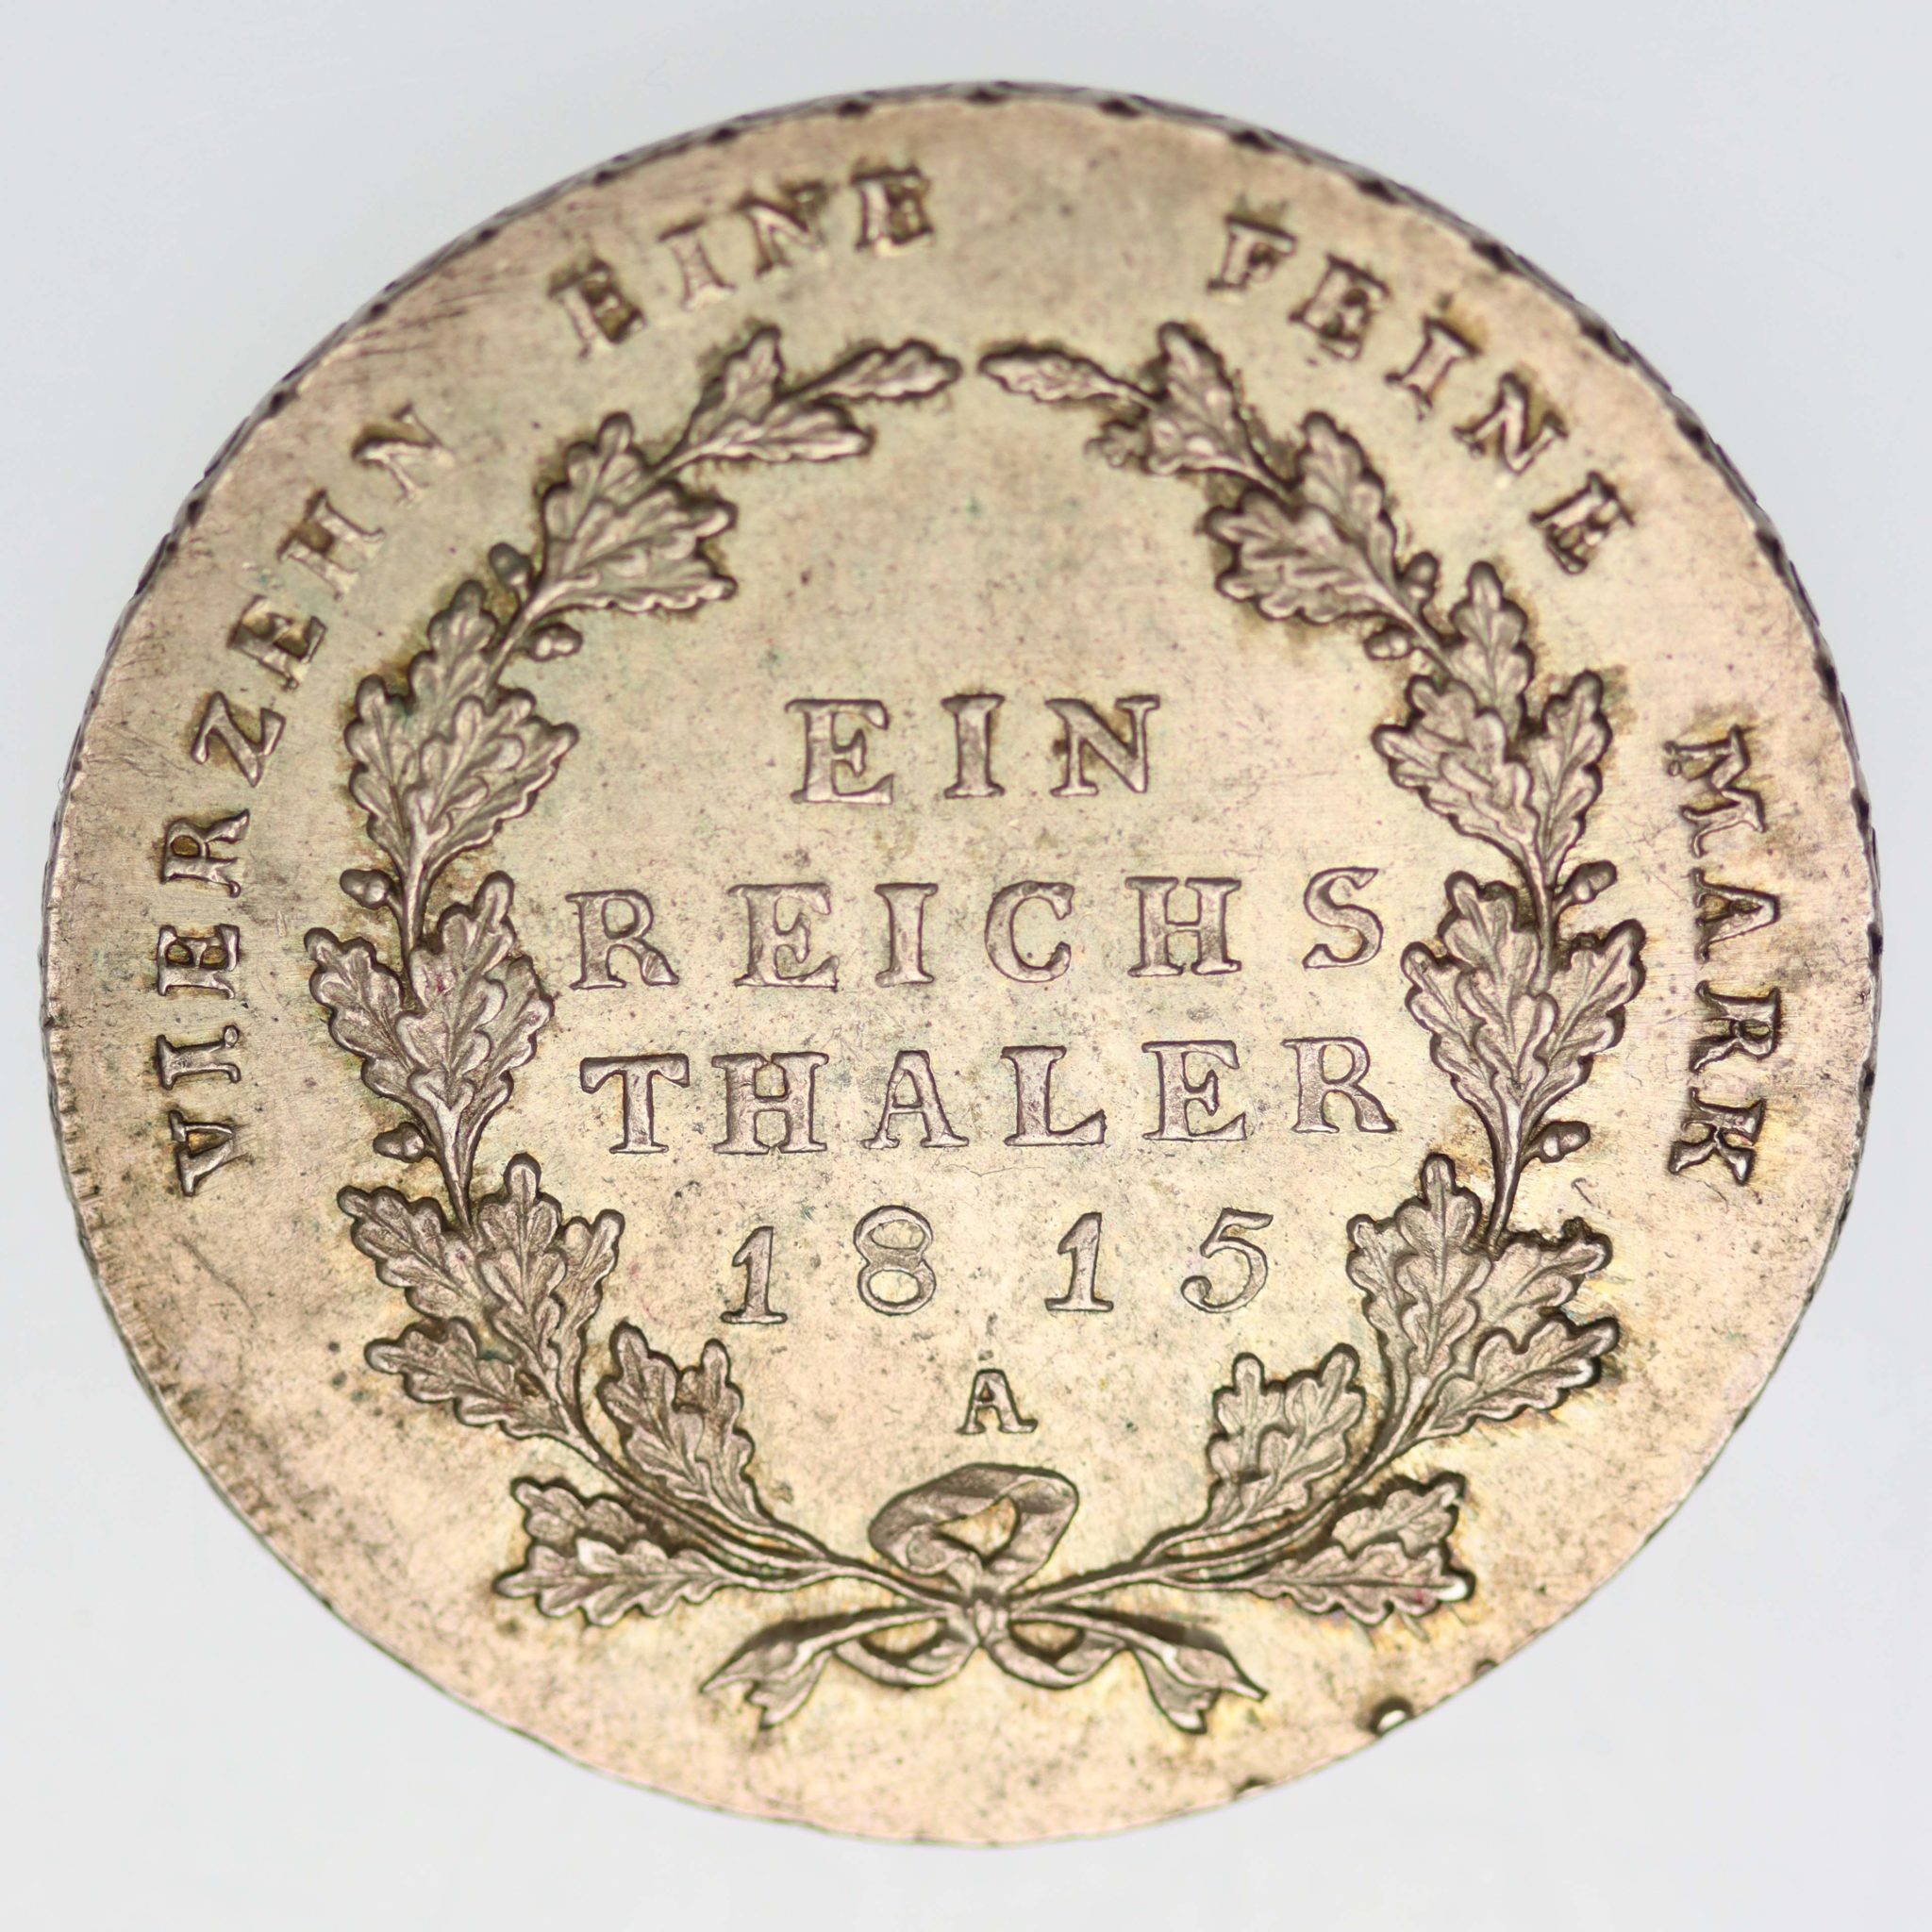 VIERZEHN EINE FEINE MARK
EIN
REICHS
THALER
1815
A